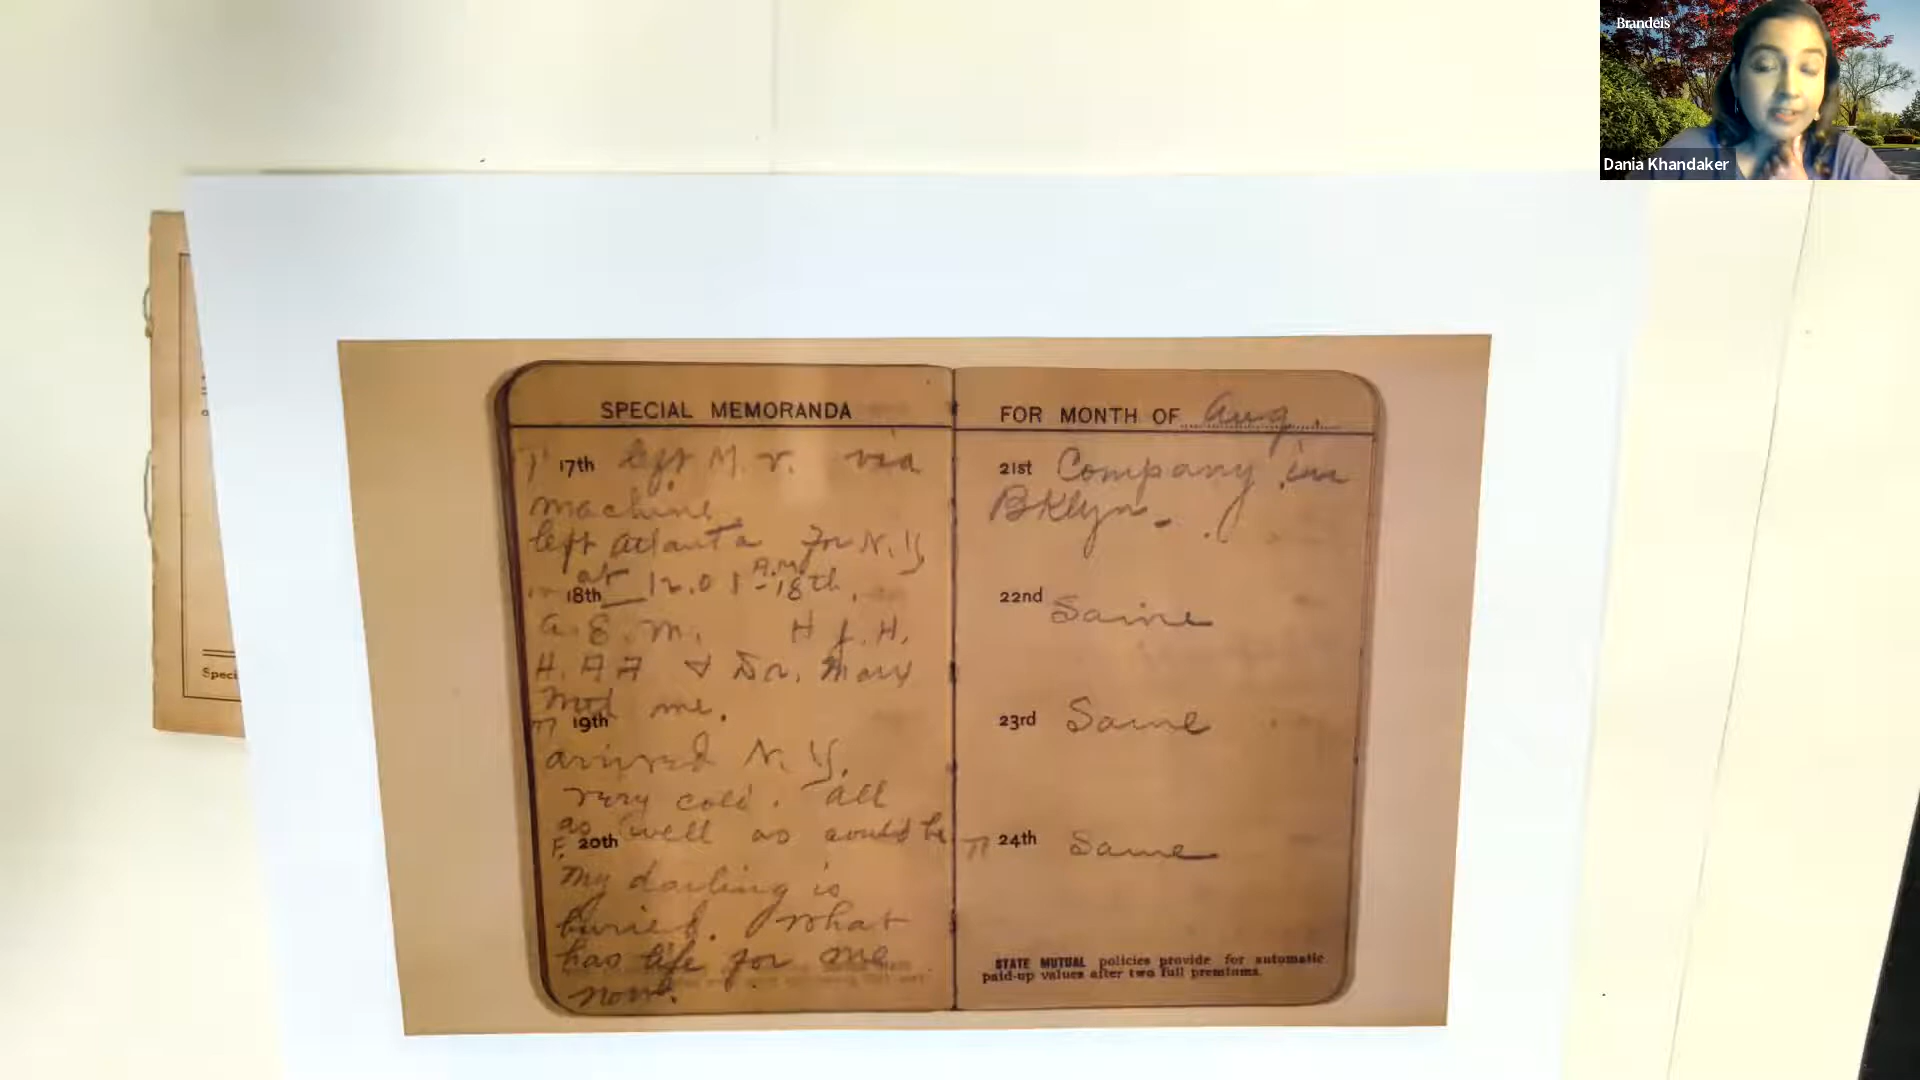 Brandeis
Dania Khandaker
SPECIAL MEMORANDA
17th left M. V. via
machine
left Atlanta for N. Y.
at 12.01 A.M. - 18th.
18th
A. E. M. H J. H.
H. A A & Dr. Marx
met me.
19th
arrived N. Y.
very cold. All
as well as could be
20th
My darling is
buried. What
has life for me
now.
FOR MONTH OF Aug
21st Company in
BKlyn.
22nd Same
23rd Same
24th Same
STATE MUTUAL policies provide for automatic
paid-up values after two full premiums.
Speci